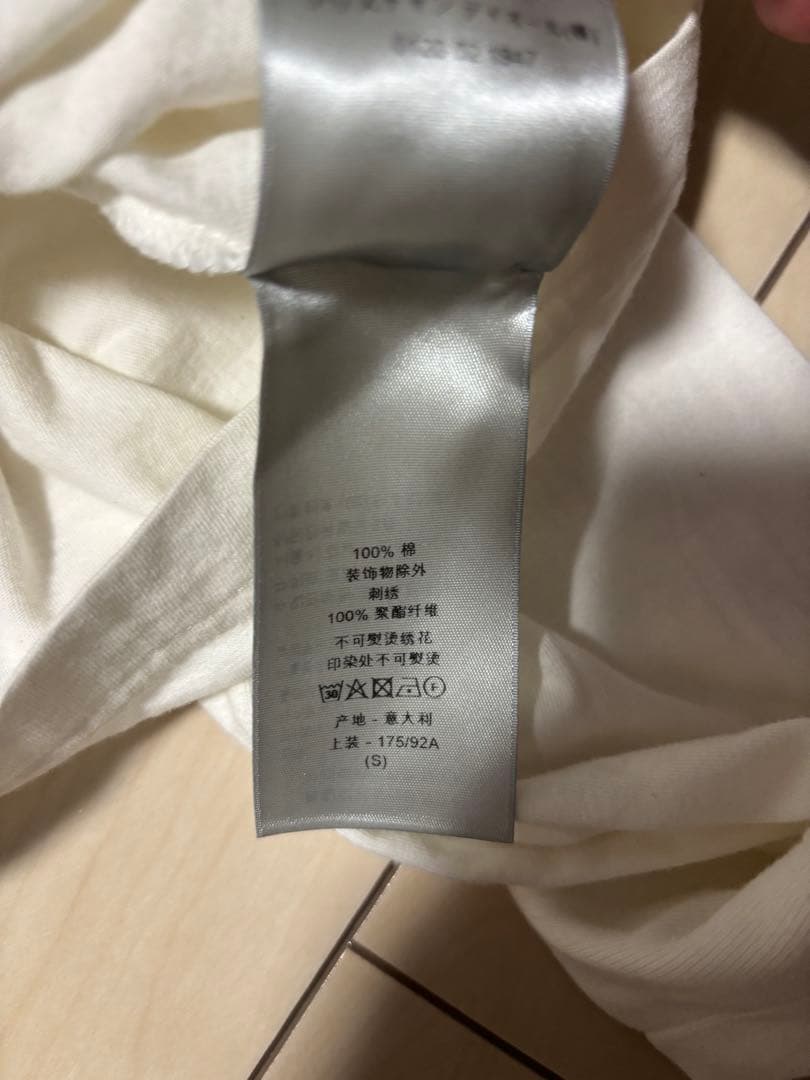 100% 棉
装饰物除外
刺绣
100% 聚酯纤维
不可熨烫绣花
印染处不可熨烫
30
F
产地 - 意大利
上装 - 175/92A
(S)